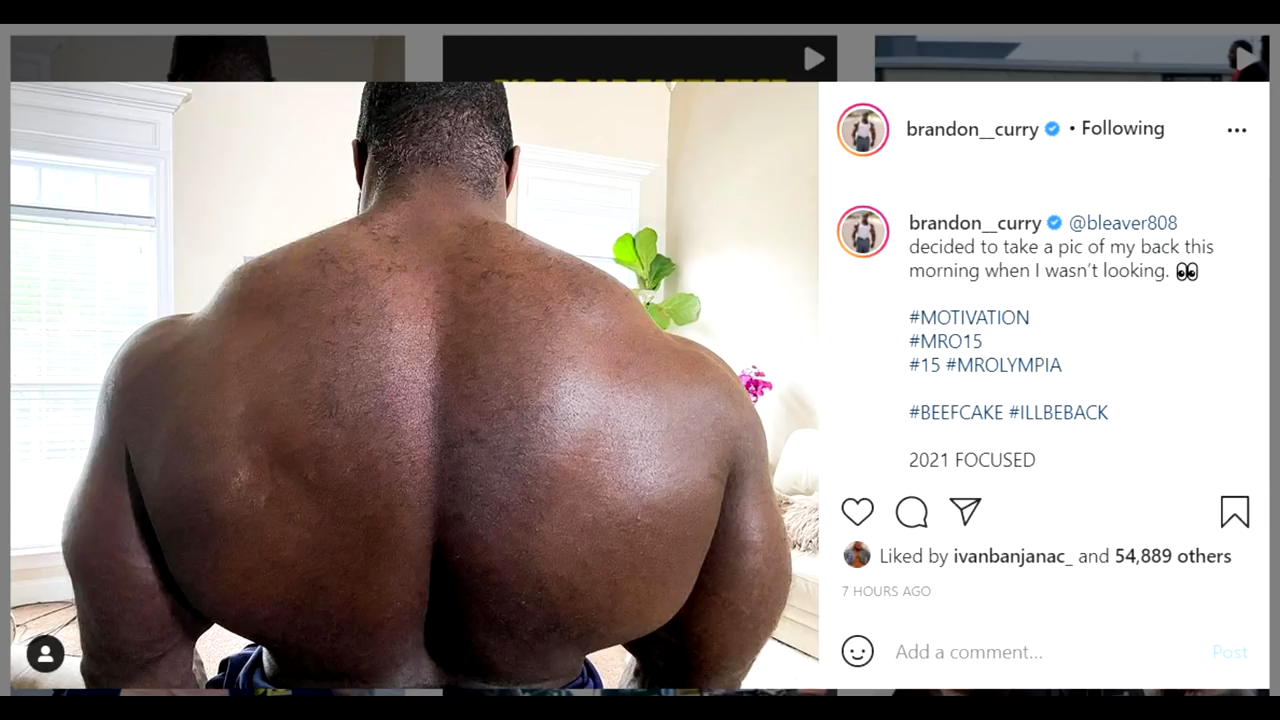 brandon__curry • Following
brandon__curry @bleaver808
decided to take a pic of my back this
morning when I wasn't looking. 👀
#MOTIVATION
#MRO15
#15 #MROLYMPIA
#BEEFCAKE #ILLBEBACK
2021 FOCUSED
Liked by ivanbanjanac_ and 54,889 others
7 HOURS AGO
Add a comment... Post